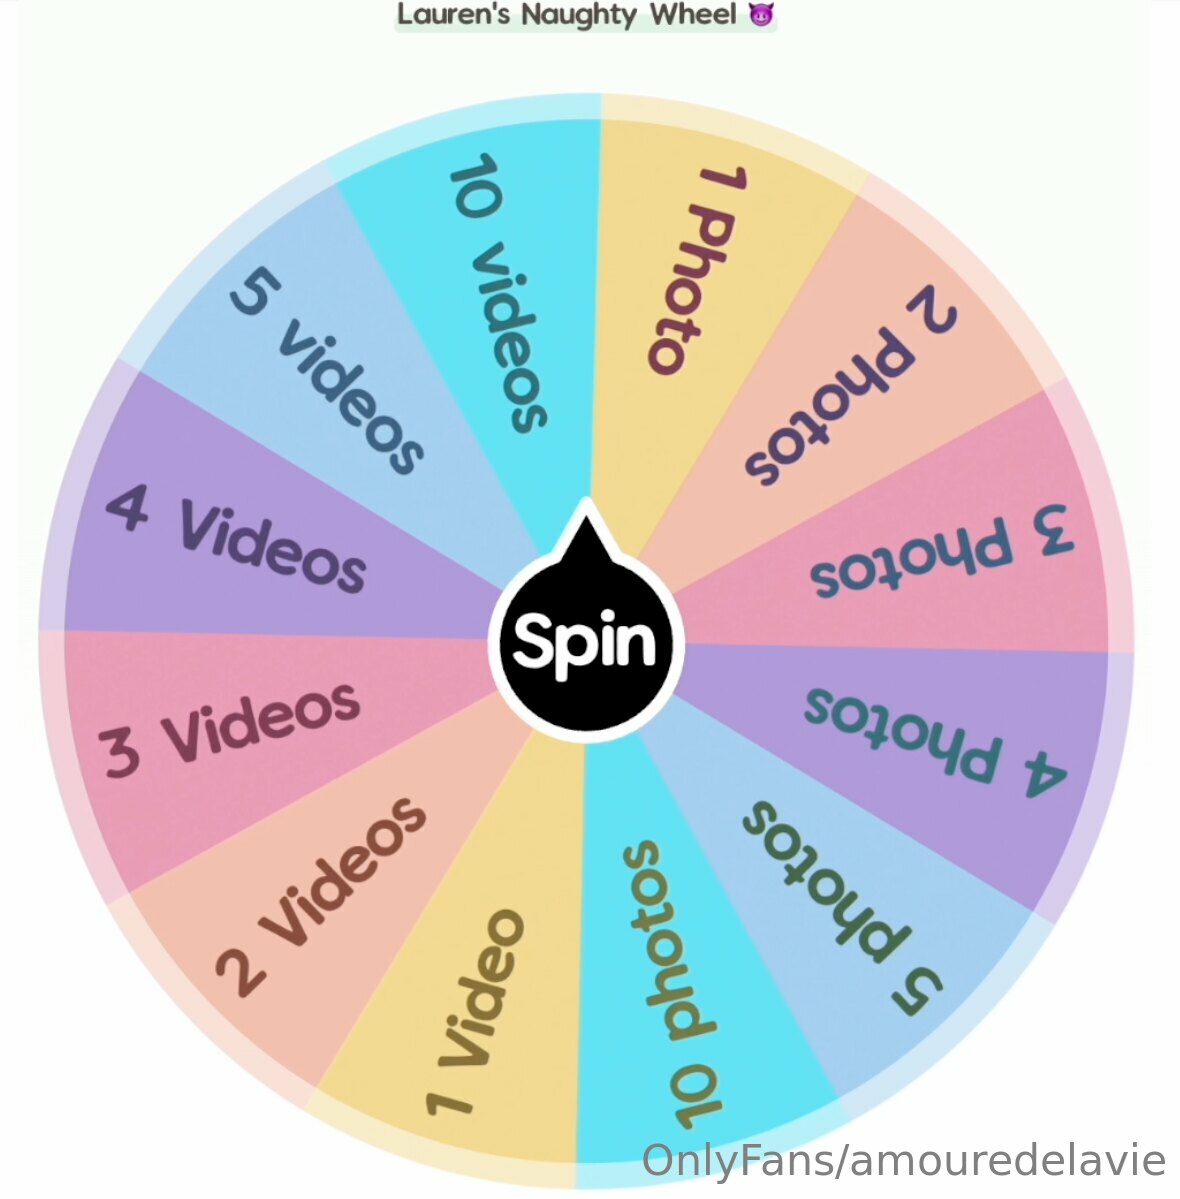 Lauren's Naughty Wheel 😈
1 Photo
2 Photos
3 Photos
4 Photos
5 photos
10 photos
1 Video
2 Videos
3 Videos
4 Videos
5 videos
10 videos
Spin
OnlyFans/amouredelavie